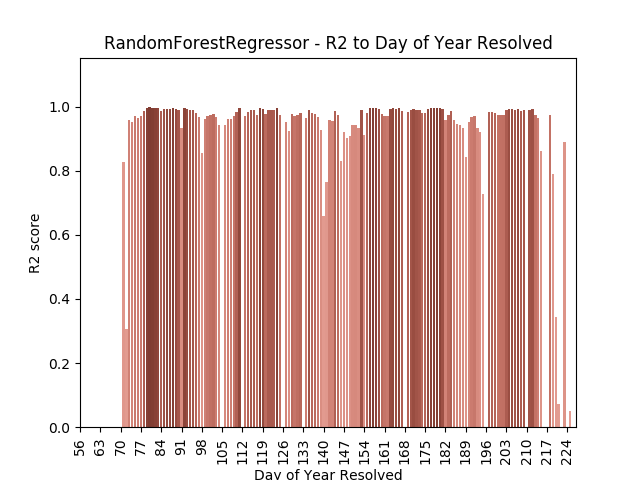 RandomForestRegressor - R2 to Day of Year Resolved
1.0
0.8
0.6
0.4
0.2
0.0
R2 score
56 63 70 77 84 91 98 105 112 119 126 133 140 147 154 161 168 175 182 189 196 203 210 217 224
Day of Year Resolved